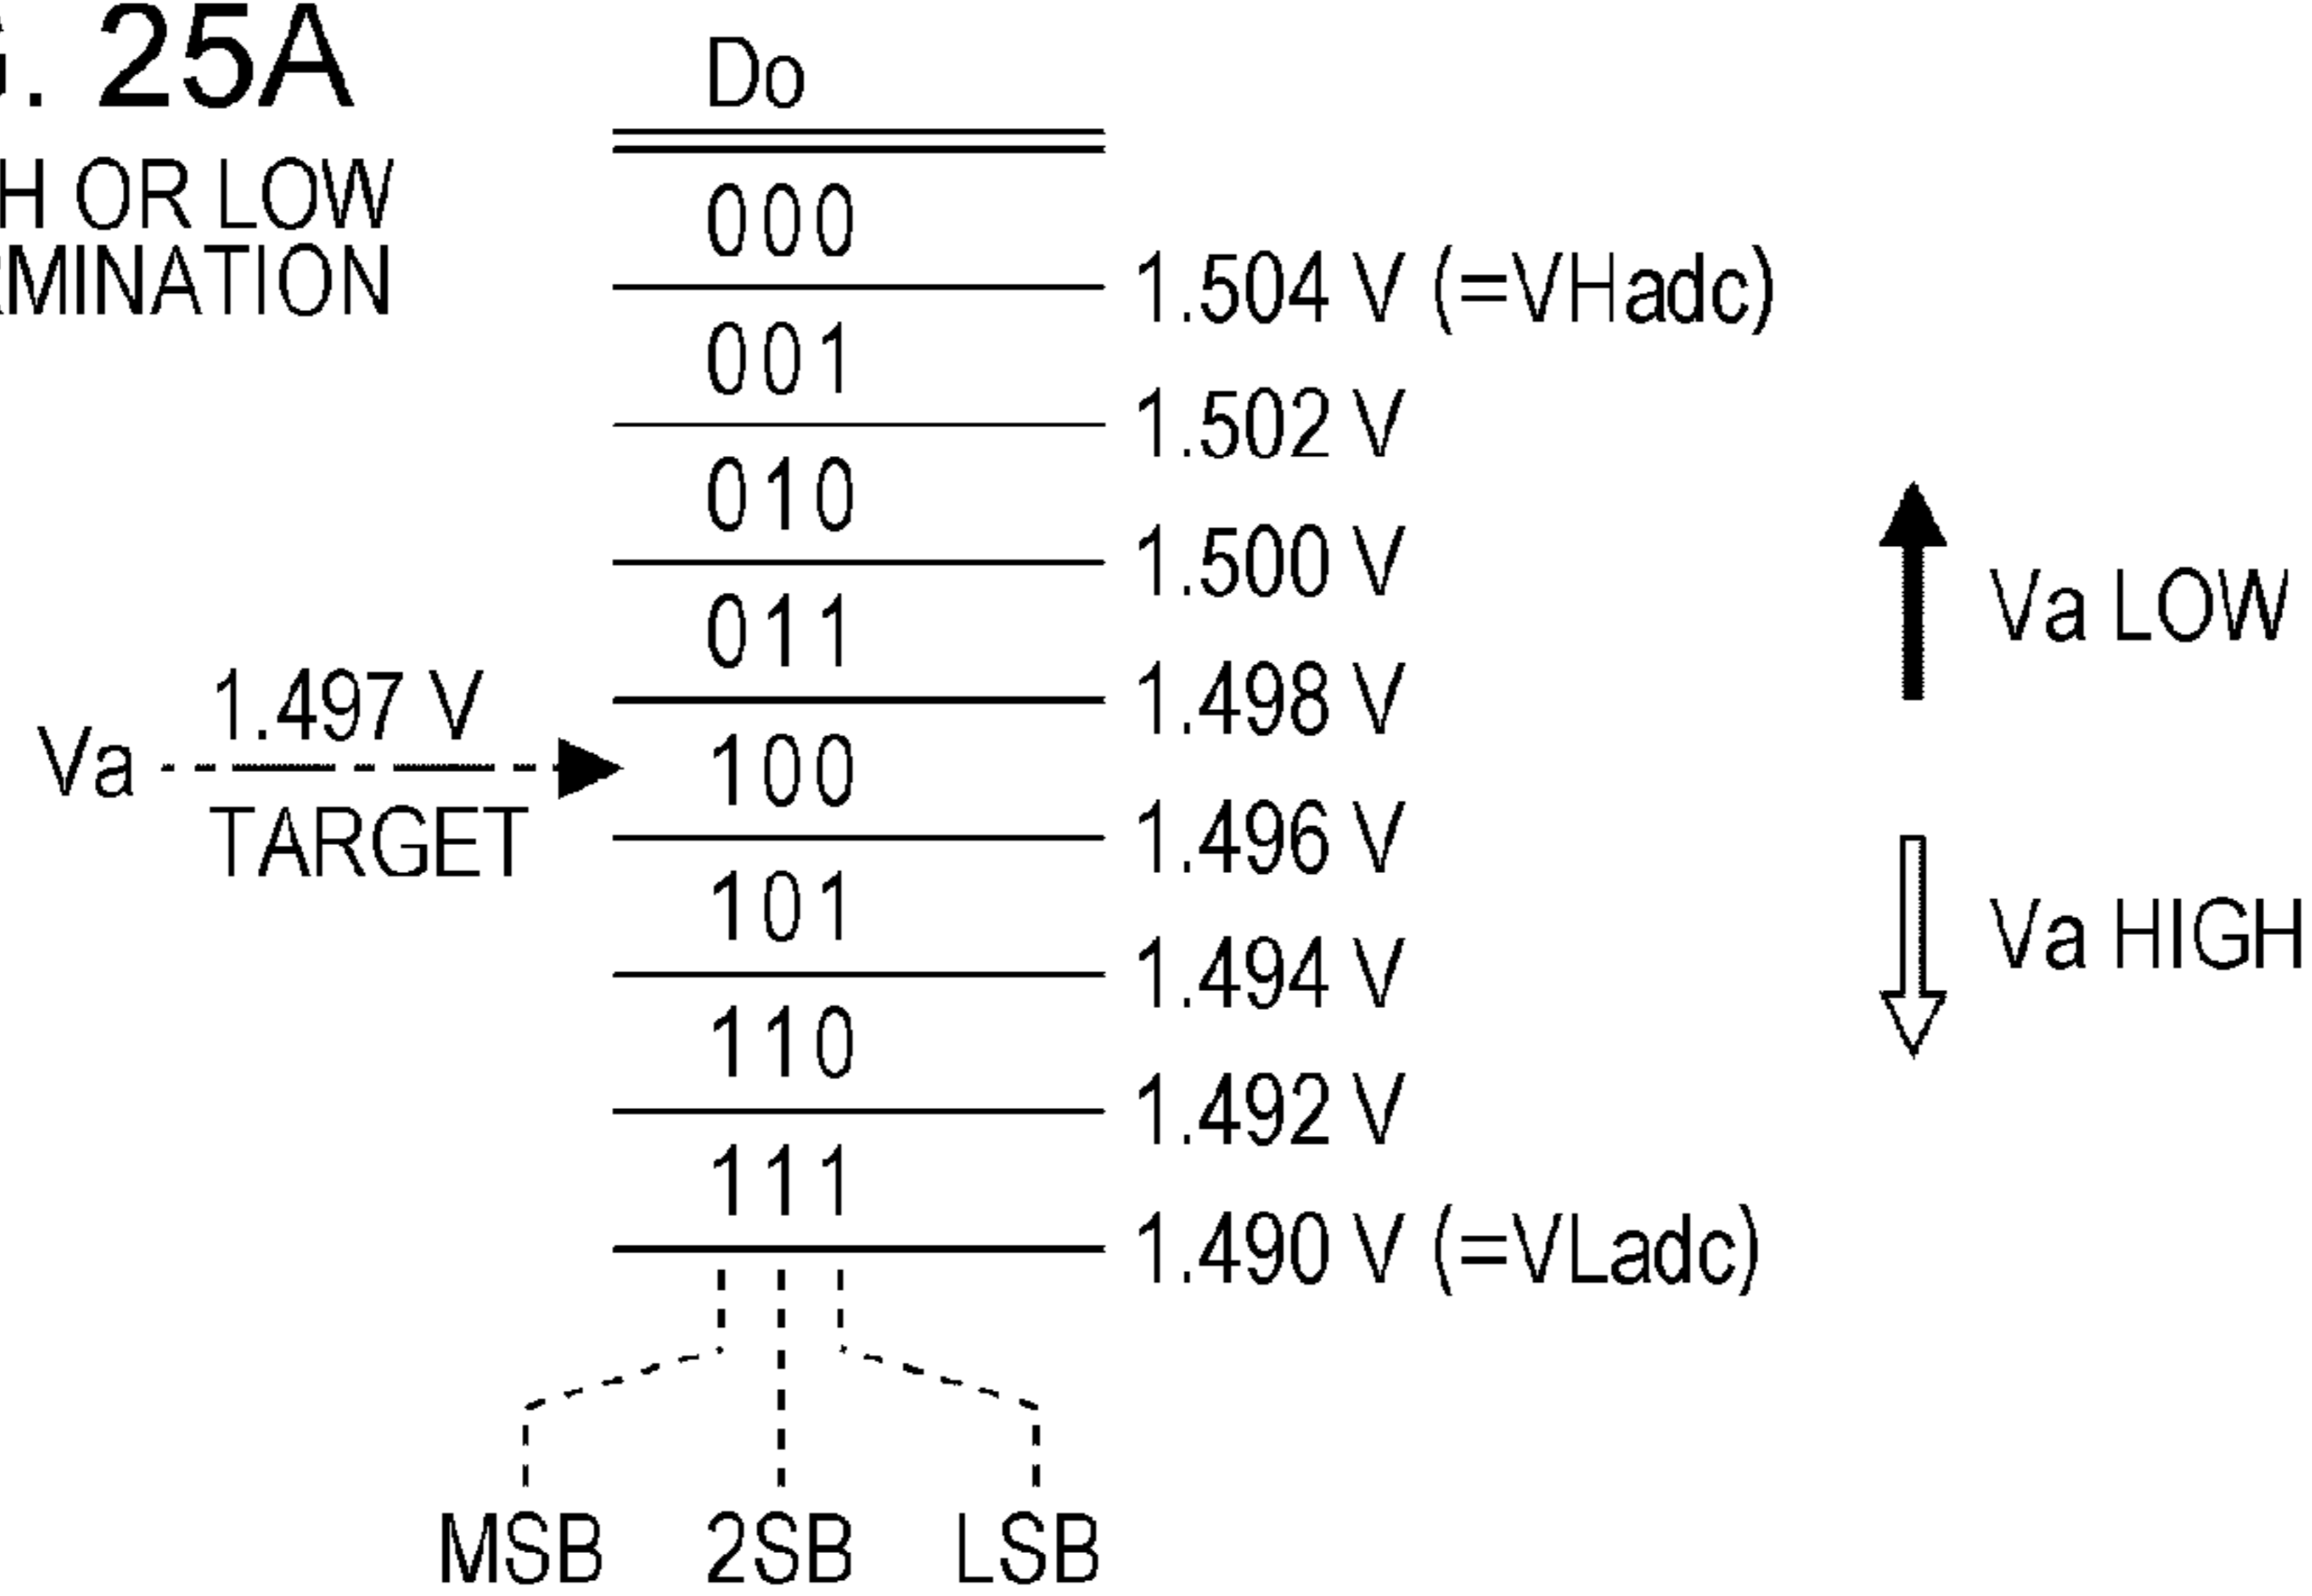 . 25A
H OR LOW
RMINATION
Do
000
1.504 V (=VHadc)
001
1.502 V
010
1.500 V
011
1.498 V
Va
1.497 V
TARGET
100
1.496 V
101
1.494 V
110
1.492 V
111
1.490 V (=VLadc)
Va LOW
Va HIGH
MSB 2SB LSB